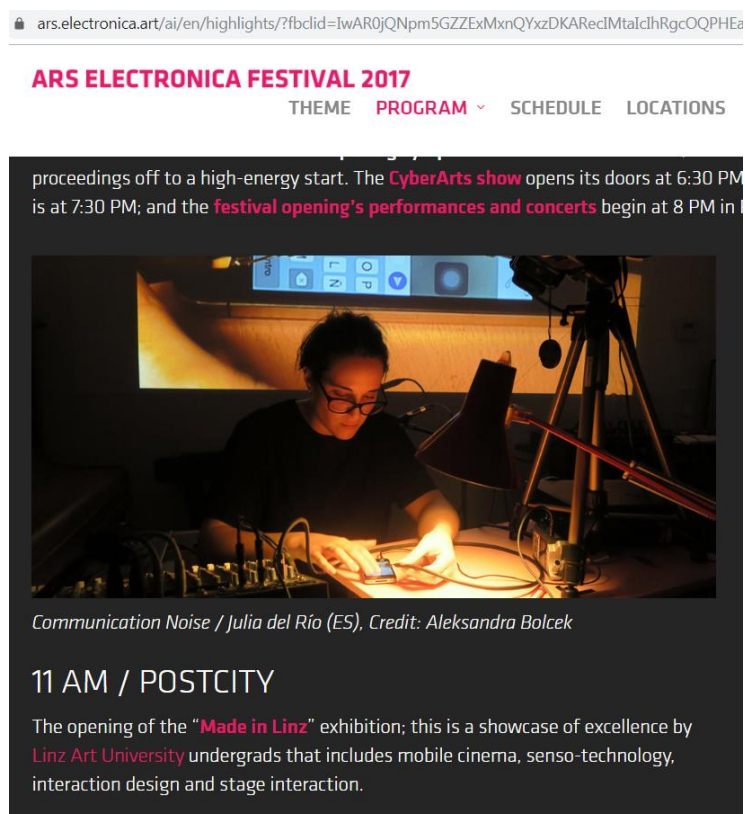 ars.electronica.art/ai/en/highlights/?fbclid=IwAR0jQNpm5GZZExMxnQYxzDKARecIMtaIcIhRgcOQPHEa
ARS ELECTRONICA FESTIVAL 2017
THEME PROGRAM SCHEDULE LOCATIONS
proceedings off to a high-energy start. The CyberArts show opens its doors at 6:30 PM
is at 7:30 PM; and the festival opening's performances and concerts begin at 8 PM in
L O
Ñ P
Communication Noise / Julia del Río (ES), Credit: Aleksandra Bolcek
11 AM / POSTCITY
The opening of the “Made in Linz” exhibition; this is a showcase of excellence by
Linz Art University undergrads that includes mobile cinema, senso-technology,
interaction design and stage interaction.